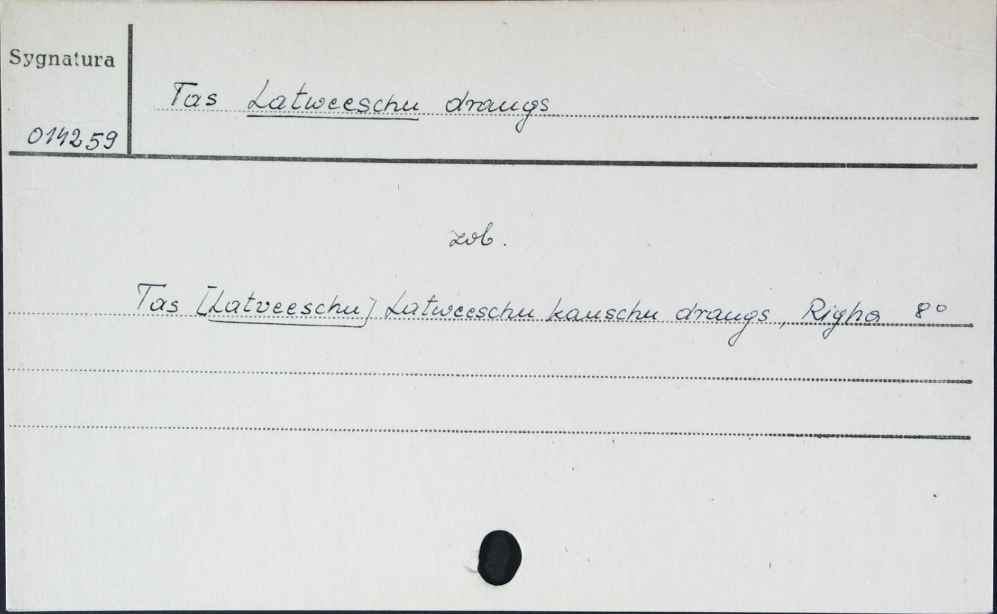 Sygnatura
Tas Latweeschu draugs
014259
zob.
Tas [Latveeschu] Latweeschu kauschu draugs, Righa 8°